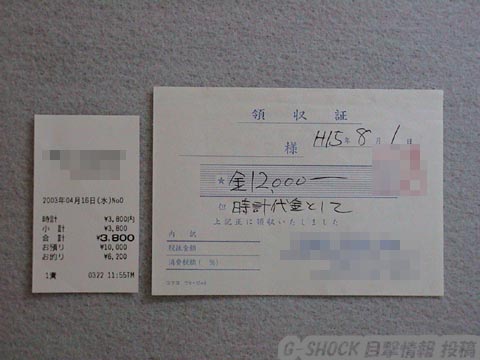 2003年04月16日(水)No0
時計 ¥3,800内
小計 ¥3,800
合計 ¥3,800
お預り ¥10,000
お釣り ¥6,200
1責 0322 11:55TM
領収証
様 H15年8月1日
★ 金12,000―
但 時計代金として
上記正に領収いたしました
内訳
税抜金額
消費税額(%)
G-SHOCK 目撃情報 投稿